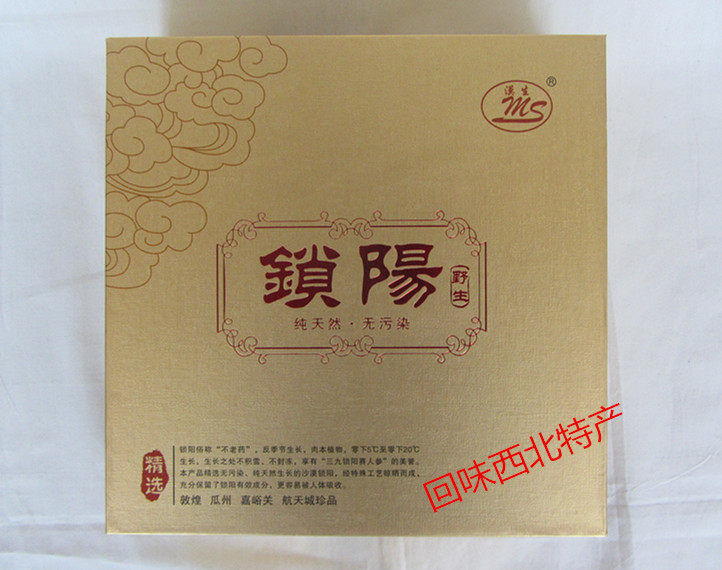 漠生
MS
®
鎖陽
野生
纯天然·无污染
精选
锁阳俗称“不老药”，反季节生长，肉本植物，零下5℃至零下20℃
生长，生长之处不积雪、不封冻，享有“三九锁阳赛人参”的美誉。
本产品精选无污染、纯天然生长的沙漠锁阳，经特殊工艺晾晒而成，
充分保留了锁阳有效成分，更容易被人体吸收。
敦煌 瓜州 嘉峪关 航天城珍品
回味西北特产